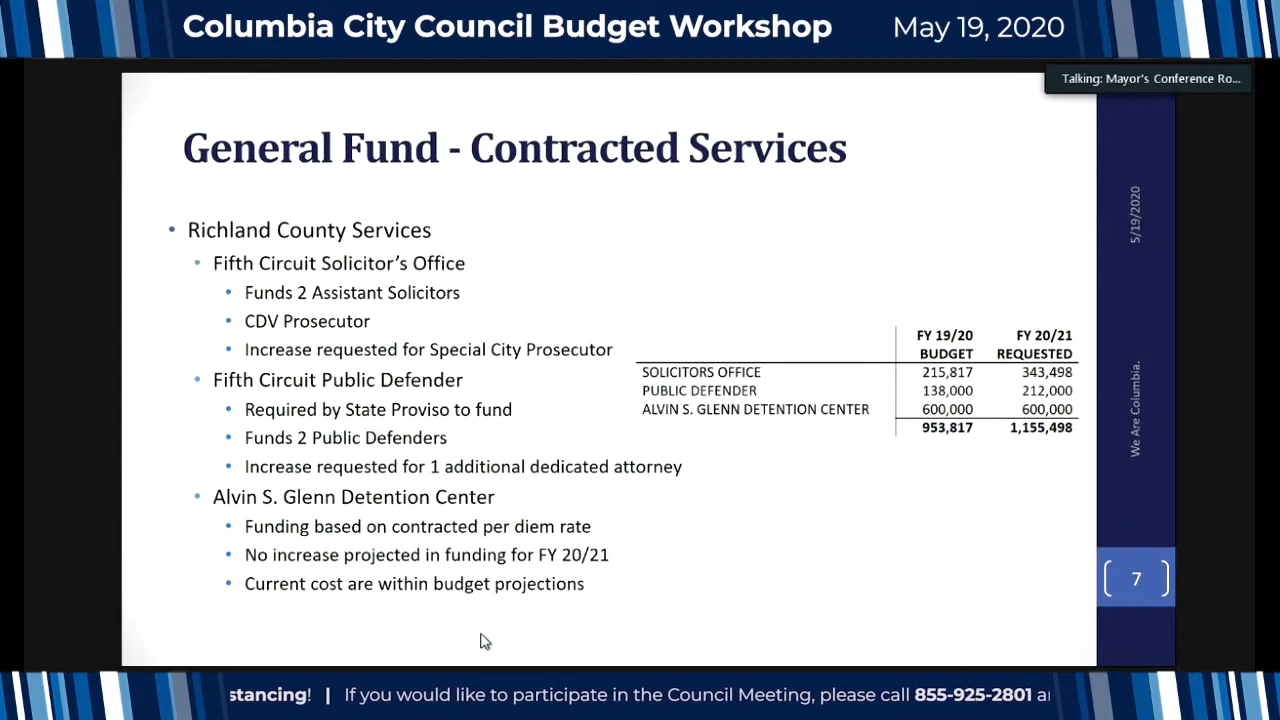 Columbia City Council Budget Workshop May 19, 2020
Talking: Mayor's Conference Ro...
General Fund - Contracted Services
5/19/2020
• Richland County Services
• Fifth Circuit Solicitor's Office
• Funds 2 Assistant Solicitors
• CDV Prosecutor
• Increase requested for Special City Prosecutor
• Fifth Circuit Public Defender
• Required by State Proviso to fund
• Funds 2 Public Defenders
• Increase requested for 1 additional dedicated attorney
• Alvin S. Glenn Detention Center
• Funding based on contracted per diem rate
• No increase projected in funding for FY 20/21
• Current cost are within budget projections
FY 19/20 FY 20/21
BUDGET REQUESTED
SOLICITORS OFFICE 215,817 343,498
PUBLIC DEFENDER 138,000 212,000
ALVIN S. GLENN DETENTION CENTER 600,000 600,000
953,817 1,155,498
We Are Columbia.
7
stancing! | If you would like to participate in the Council Meeting, please call 855-925-2801 a